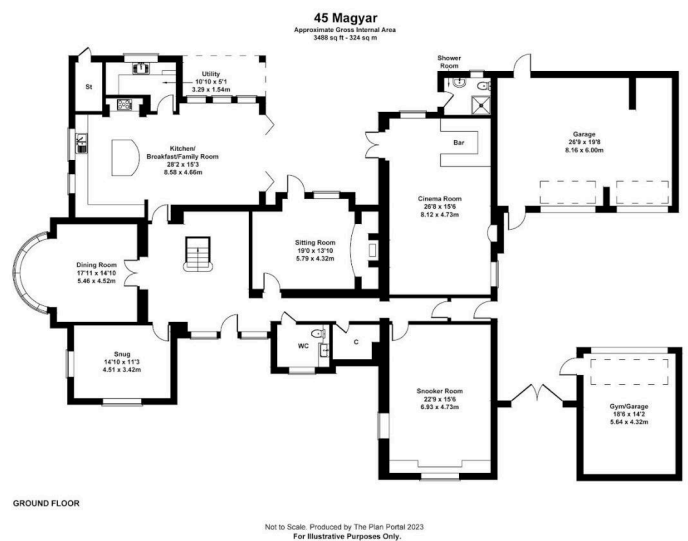 45 Magyar
Approximate Gross Internal Area
3488 sq ft - 324 sq m
Shower
Room
Utility
10'10 x 5'1
3.29 x 1.54m
St
Garage
26'9 x 19'8
8.16 x 6.00m
Bar
Kitchen/
Breakfast/Family Room
28'2 x 15'3
8.58 x 4.66m
Cinema Room
26'8 x 15'6
8.12 x 4.73m
Sitting Room
19'0 x 13'10
5.79 x 4.32m
Dining Room
17'11 x 14'10
5.46 x 4.52m
WC
C
Snug
14'10 x 11'3
4.51 x 3.42m
Snooker Room
22'9 x 15'6
6.93 x 4.73m
Gym/Garage
18'6 x 14'2
5.64 x 4.32m
GROUND FLOOR
Not to Scale. Produced by The Plan Portal 2023
For Illustrative Purposes Only.